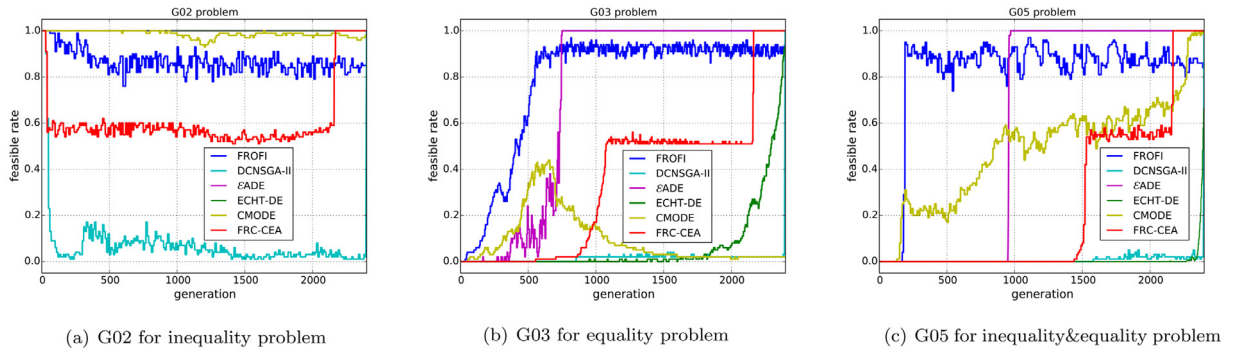 G02 problem
1.0
0.8
0.6
0.4
0.2
0.0
feasible rate
FROFI
DCNSGA-II
εADE
ECHT-DE
CMODE
FRC-CEA
0 500 1000 1500 2000
generation
(a) G02 for inequality problem
G03 problem
1.0
0.8
0.6
0.4
0.2
0.0
feasible rate
FROFI
DCNSGA-II
εADE
ECHT-DE
CMODE
FRC-CEA
0 500 1000 1500 2000
generation
(b) G03 for equality problem
G05 problem
1.0
0.8
0.6
0.4
0.2
0.0
feasible rate
FROFI
DCNSGA-II
εADE
ECHT-DE
CMODE
FRC-CEA
0 500 1000 1500 2000
generation
(c) G05 for inequality&equality problem